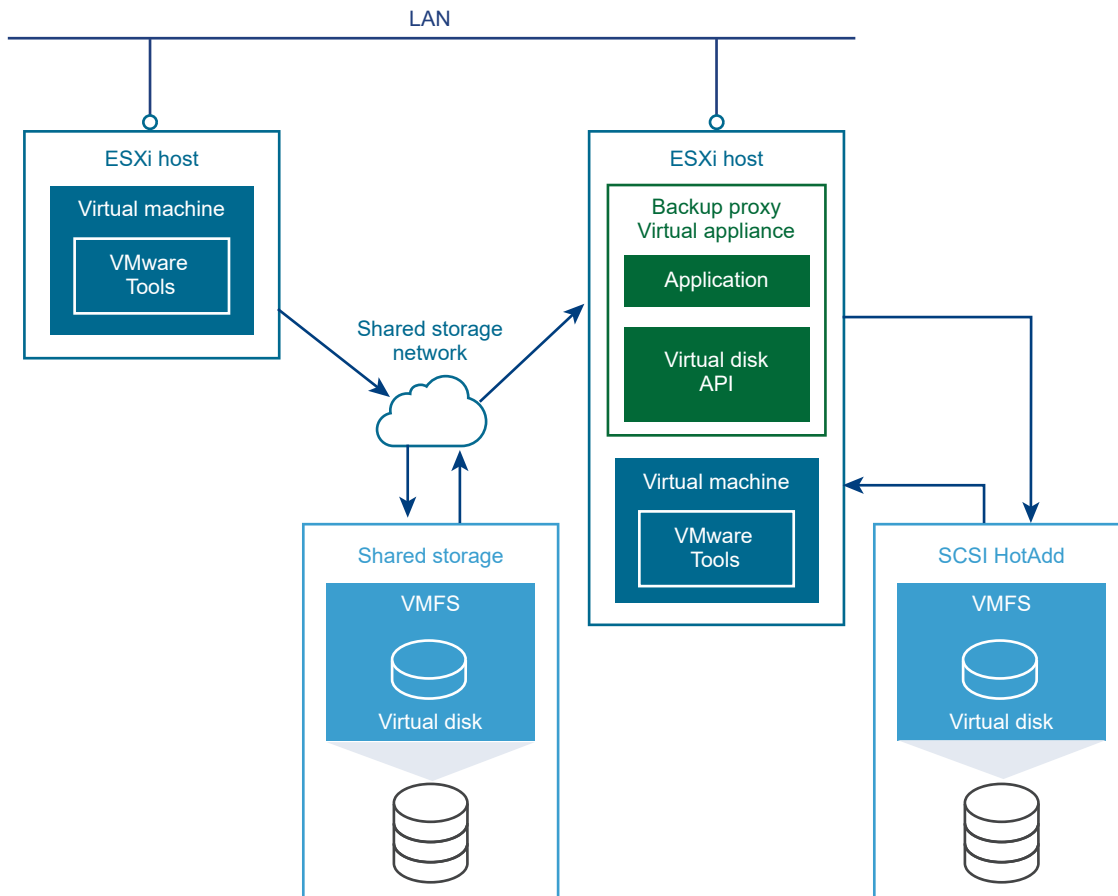 LAN
ESXi host
Virtual machine
VMware
Tools
Shared storage
network
ESXi host
Backup proxy
Virtual appliance
Application
Virtual disk
API
Virtual machine
VMware
Tools
Shared storage
VMFS
Virtual disk
SCSI HotAdd
VMFS
Virtual disk